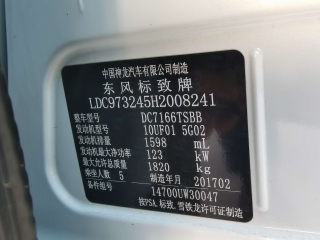 中国神龙汽车有限公司制造
东风标致牌
LDC973245H2008241
整车型号 DC7166TSBB
发动机型号 10UF01 5G02
发动机排量 1598 mL
发动机最大净功率 123 kW
最大允许总质量 1820 kg
乘坐人数 5 制造年月 201702
备件组号 14700UW30047
按PSA 标致、雪铁龙许可证制造